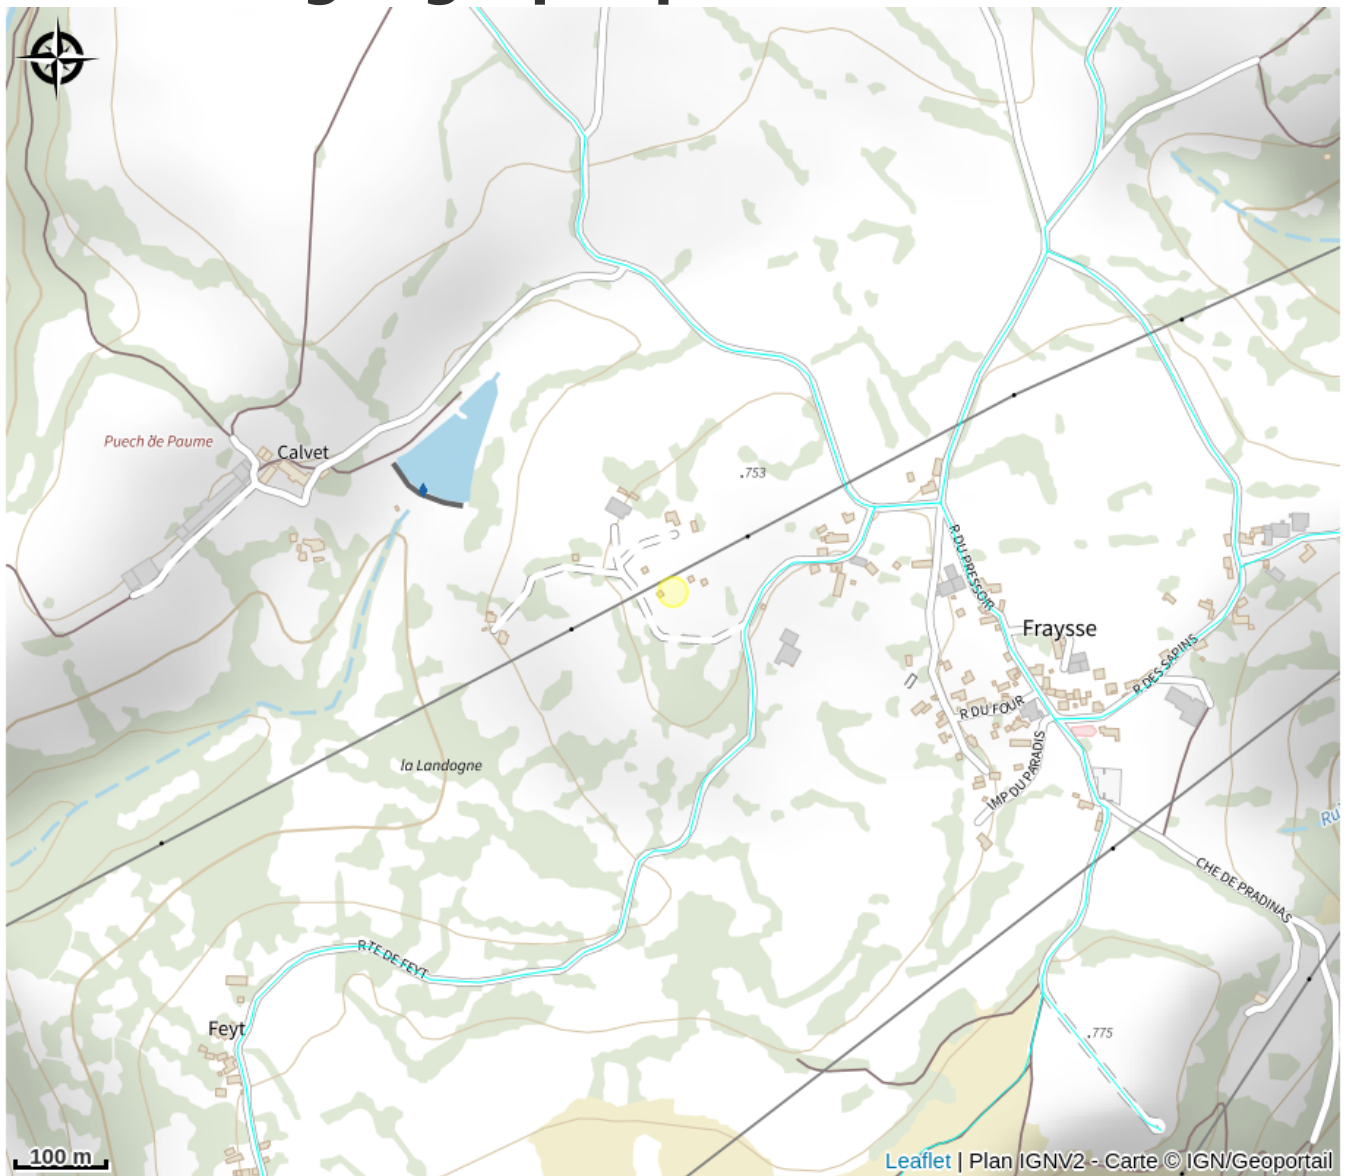 Puech de Paume
Calvet
.753
R DU PRESSOIR
Fraysse
R DES SAPINS
R DU FOUR
IMP DU PARADIS
la Landogne
CHE DE PRADINAS
RTE DE FEYT
Feyt
.775
100 m
Leaflet | Plan IGNV2 - Carte © IGN/Geoportail